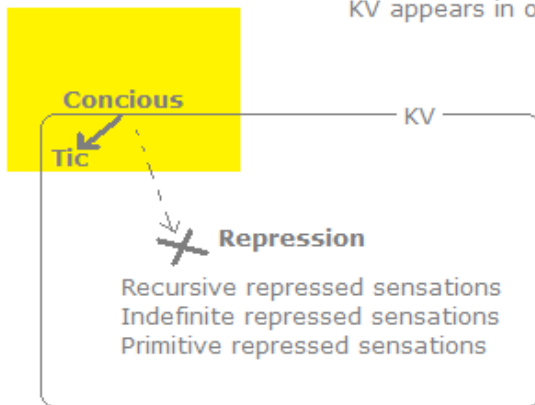 KV appears in o
Concious
KV
Tic
Repression
Recursive repressed sensations
Indefinite repressed sensations
Primitive repressed sensations